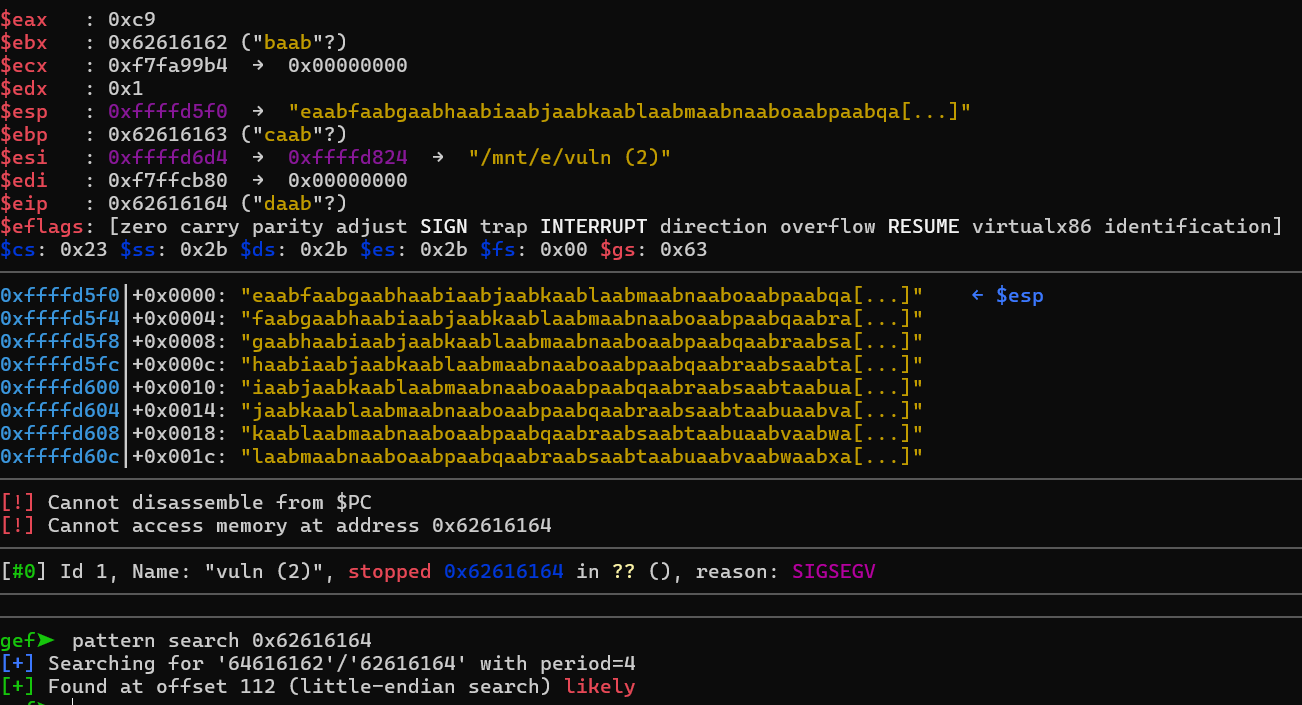 $eax   : 0xc9
$ebx   : 0x62616162 ("baab"?)
$ecx   : 0xf7fa99b4  →  0x00000000
$edx   : 0x1
$esp   : 0xffffd5f0  →  "eaabfaabgaabhaabiaabjaabkaablaabmaabnaaboaabpaabqa[...]"
$ebp   : 0x62616163 ("caab"?)
$esi   : 0xffffd6d4  →  0xffffd824  →  "/mnt/e/vuln (2)"
$edi   : 0xf7ffcb80  →  0x00000000
$eip   : 0x62616164 ("daab"?)
$eflags: [zero carry parity adjust SIGN trap INTERRUPT direction overflow RESUME virtualx86 identification]
$cs: 0x23 $ss: 0x2b $ds: 0x2b $es: 0x2b $fs: 0x00 $gs: 0x63
0xffffd5f0│+0x0000: "eaabfaabgaabhaabiaabjaabkaablaabmaabnaaboaabpaabqa[...]"    ← $esp
0xffffd5f4│+0x0004: "faabgaabhaabiaabjaabkaablaabmaabnaaboaabpaabqaabra[...]"
0xffffd5f8│+0x0008: "gaabhaabiaabjaabkaablaabmaabnaaboaabpaabqaabraabsa[...]"
0xffffd5fc│+0x000c: "haabiaabjaabkaablaabmaabnaaboaabpaabqaabraabsaabta[...]"
0xffffd600│+0x0010: "iaabjaabkaablaabmaabnaaboaabpaabqaabraabsaabtaabua[...]"
0xffffd604│+0x0014: "jaabkaablaabmaabnaaboaabpaabqaabraabsaabtaabuaabva[...]"
0xffffd608│+0x0018: "kaablaabmaabnaaboaabpaabqaabraabsaabtaabuaabvaabwa[...]"
0xffffd60c│+0x001c: "laabmaabnaaboaabpaabqaabraabsaabtaabuaabvaabwaabxa[...]"
[!] Cannot disassemble from $PC
[!] Cannot access memory at address 0x62616164
[#0] Id 1, Name: "vuln (2)", stopped 0x62616164 in ?? (), reason: SIGSEGV
gef➤  pattern search 0x62616164
[+] Searching for '64616162'/'62616164' with period=4
[+] Found at offset 112 (little-endian search) likely